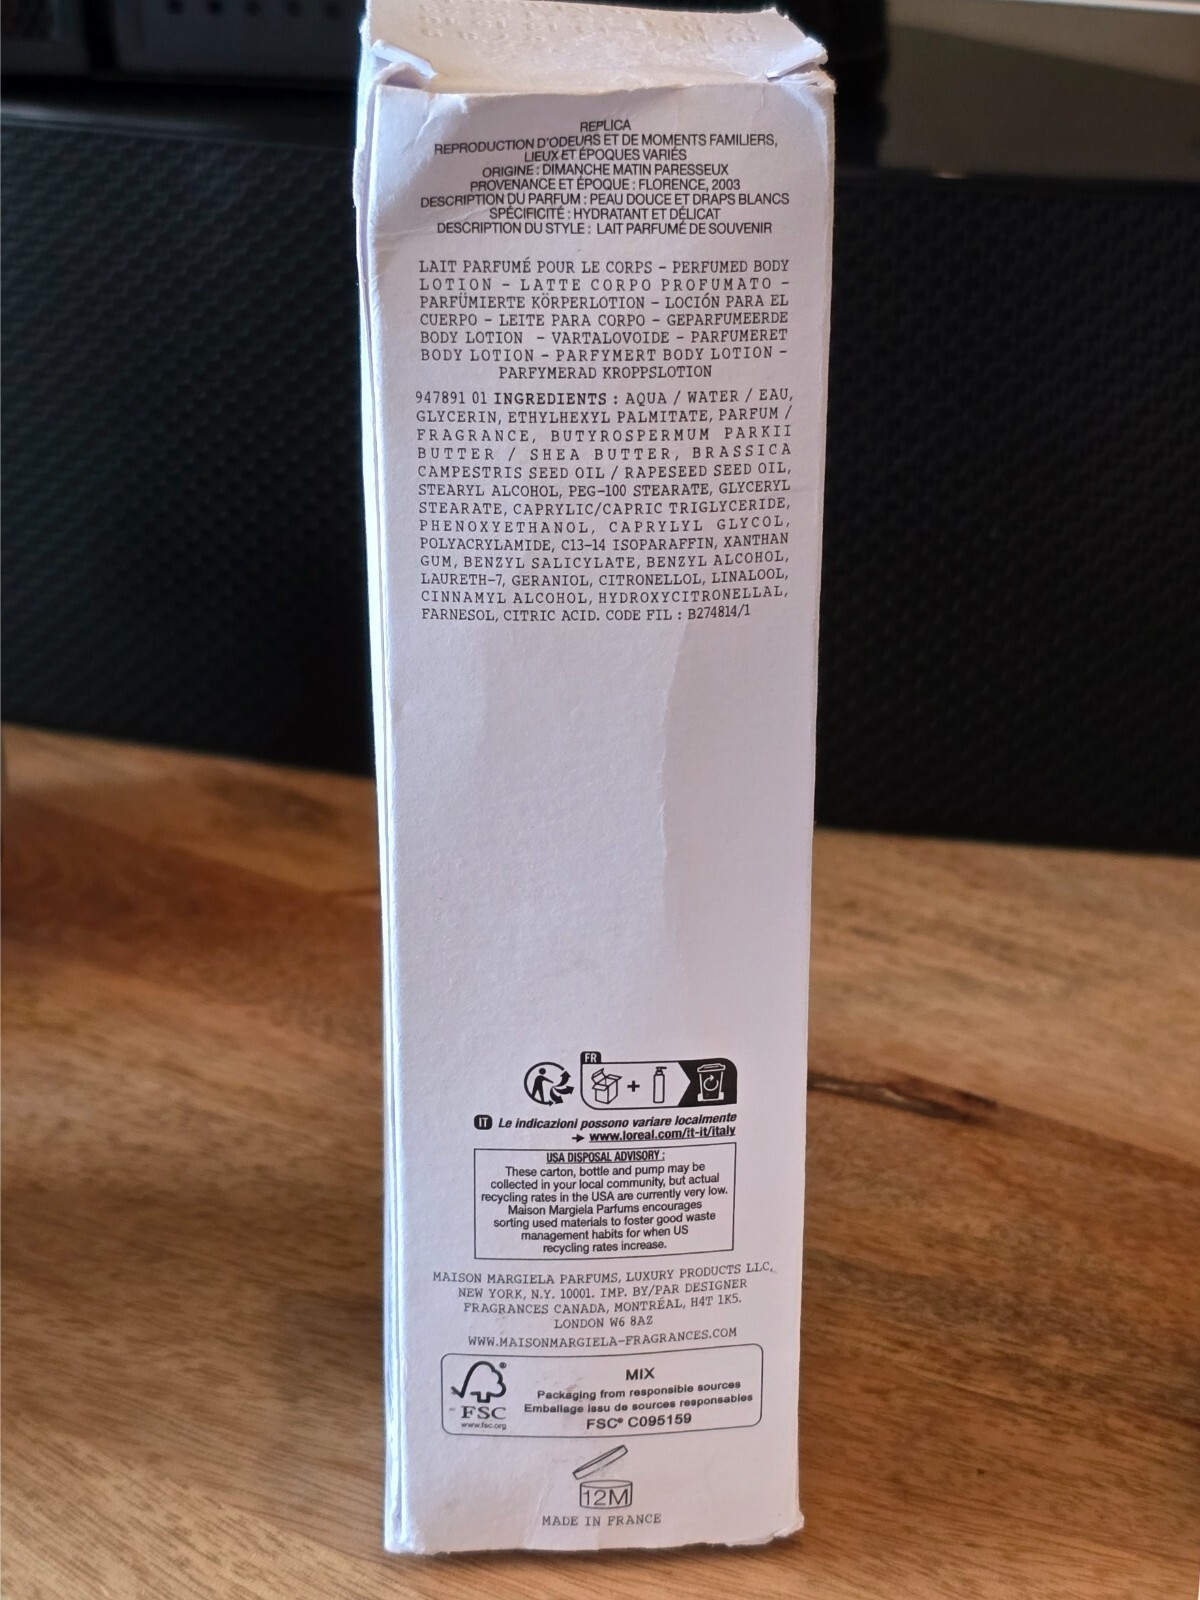 REPLICA
REPRODUCTION D'ODEURS ET DE MOMENTS FAMILIERS,
LIEUX ET ÉPOQUES VARIÉS
ORIGINE : DIMANCHE MATIN PARESSEUX
PROVENANCE ET ÉPOQUE : FLORENCE, 2003
DESCRIPTION DU PARFUM : PEAU DOUCE ET DRAPS BLANCS
SPÉCIFICITÉ : HYDRATANT ET DÉLICAT
DESCRIPTION DU STYLE : LAIT PARFUMÉ DE SOUVENIR
LAIT PARFUMÉ POUR LE CORPS – PERFUMED BODY
LOTION – LATTE CORPO PROFUMATO –
PARFÜMIERTE KÖRPERLOTION – LOCIÓN PARA EL
CUERPO – LEITE PARA CORPO – GEPARFUMEERDE
BODY LOTION – VARTALOVOIDE – PARFUMERET
BODY LOTION – PARFYMERT BODY LOTION –
PARFYMERAD KROPPSLOTION
947891 01 INGREDIENTS : AQUA / WATER / EAU,
GLYCERIN, ETHYLHEXYL PALMITATE, PARFUM /
FRAGRANCE, BUTYROSPERMUM PARKII
BUTTER / SHEA BUTTER, BRASSICA
CAMPESTRIS SEED OIL / RAPESEED SEED OIL,
STEARYL ALCOHOL, PEG-100 STEARATE, GLYCERYL
STEARATE, CAPRYLIC/CAPRIC TRIGLYCERIDE,
PHENOXYETHANOL, CAPRYLYL GLYCOL,
POLYACRYLAMIDE, C13-14 ISOPARAFFIN, XANTHAN
GUM, BENZYL SALICYLATE, BENZYL ALCOHOL,
LAURETH-7, GERANIOL, CITRONELLOL, LINALOOL,
CINNAMYL ALCOHOL, HYDROXYCITRONELLAL,
FARNESOL, CITRIC ACID. CODE FIL : B274814/1
FR
+
IT Le indicazioni possono variare localmente
→ www.loreal.com/it-it/italy
USA DISPOSAL ADVISORY :
These carton, bottle and pump may be
collected in your local community, but actual
recycling rates in the USA are currently very low.
Maison Margiela Parfums encourages
sorting used materials to foster good waste
management habits for when US
recycling rates increase.
MAISON MARGIELA PARFUMS, LUXURY PRODUCTS LLC,
NEW YORK, N.Y. 10001. IMP. BY/PAR DESIGNER
FRAGRANCES CANADA, MONTRÉAL, H4T 1K5.
LONDON W6 8AZ
WWW.MAISONMARGIELA-FRAGRANCES.COM
FSC
www.fsc.org
MIX
Packaging from responsible sources
Emballage issu de sources responsables
FSC® C095159
12M
MADE IN FRANCE